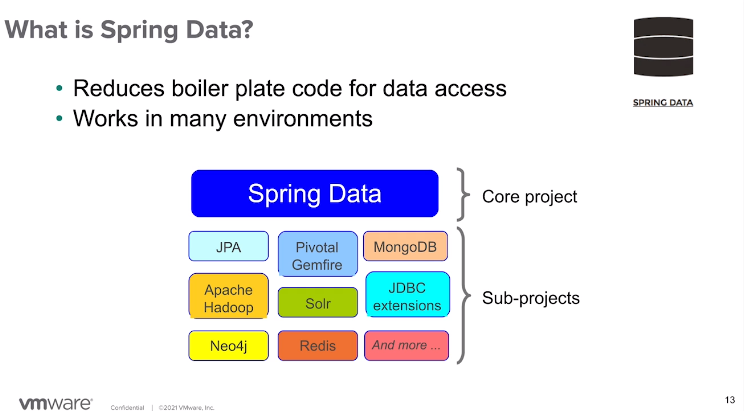 What is Spring Data?
SPRING DATA
• Reduces boiler plate code for data access
• Works in many environments
Spring Data
Core project
JPA
Pivotal
Gemfire
MongoDB
Apache
Hadoop
Solr
JDBC
extensions
Sub-projects
Neo4j
Redis
And more ...
vmware®
Confidential | ©2021 VMware, Inc.
13